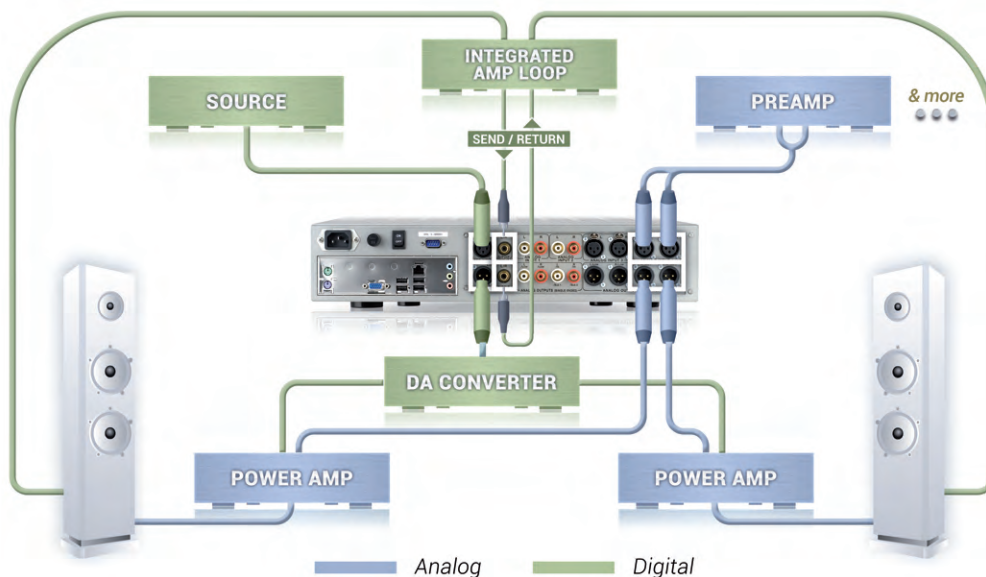 INTEGRATED
AMP LOOP
SOURCE
PREAMP
& more
SEND / RETURN
DA CONVERTER
POWER AMP
POWER AMP
Analog
Digital